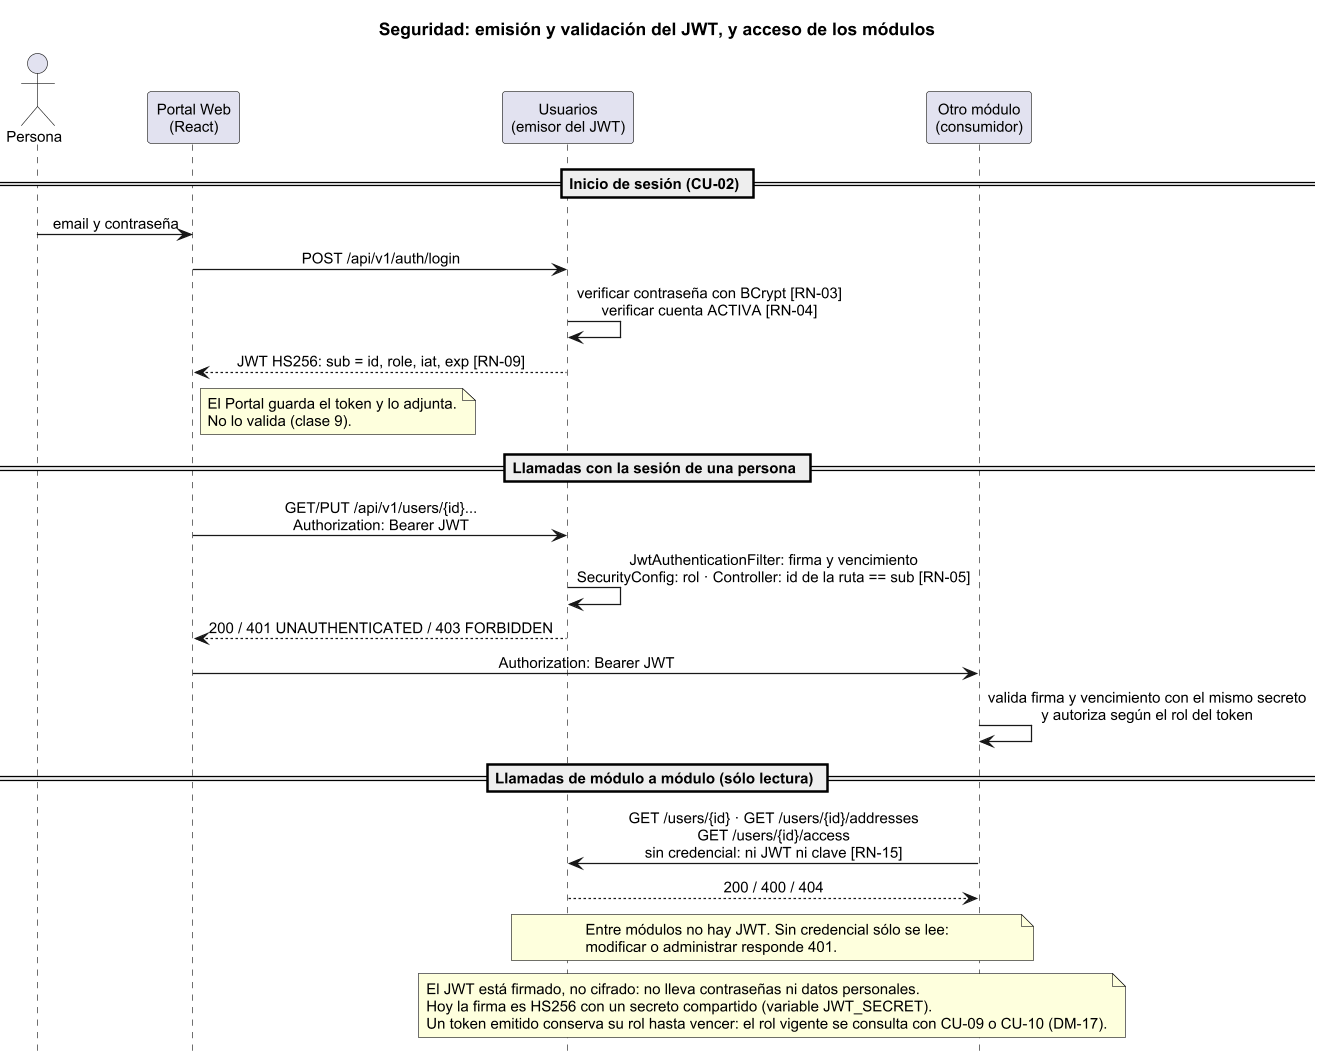 Seguridad: emisión y validación del JWT, y acceso de los módulos
Persona
Portal Web
(React)
Usuarios
(emisor del JWT)
Otro módulo
(consumidor)
Inicio de sesión (CU-02)
email y contraseña
POST /api/v1/auth/login
verificar contraseña con BCrypt [RN-03]
verificar cuenta ACTIVA [RN-04]
JWT HS256: sub = id, role, iat, exp [RN-09]
El Portal guarda el token y lo adjunta.
No lo valida (clase 9).
Llamadas con la sesión de una persona
GET/PUT /api/v1/users/{id}...
Authorization: Bearer JWT
JwtAuthenticationFilter: firma y vencimiento
SecurityConfig: rol · Controller: id de la ruta == sub [RN-05]
200 / 401 UNAUTHENTICATED / 403 FORBIDDEN
Authorization: Bearer JWT
valida firma y vencimiento con el mismo secreto
y autoriza según el rol del token
Llamadas de módulo a módulo (sólo lectura)
GET /users/{id} · GET /users/{id}/addresses
GET /users/{id}/access
sin credencial: ni JWT ni clave [RN-15]
200 / 400 / 404
Entre módulos no hay JWT. Sin credencial sólo se lee:
modificar o administrar responde 401.
El JWT está firmado, no cifrado: no lleva contraseñas ni datos personales.
Hoy la firma es HS256 con un secreto compartido (variable JWT_SECRET).
Un token emitido conserva su rol hasta vencer: el rol vigente se consulta con CU-09 o CU-10 (DM-17).